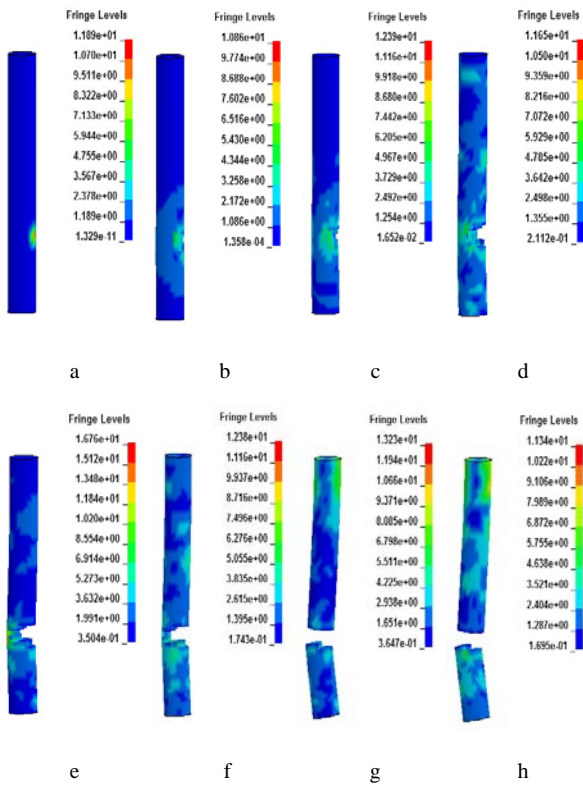 Fringe Levels
1.189e+01
1.070e+01
9.511e+00
8.322e+00
7.133e+00
5.944e+00
4.755e+00
3.567e+00
2.378e+00
1.189e+00
1.329e-11
Fringe Levels
1.086e+01
9.774e+00
8.688e+00
7.602e+00
6.516e+00
5.430e+00
4.344e+00
3.258e+00
2.172e+00
1.086e+00
1.358e-04
Fringe Levels
1.239e+01
1.116e+01
9.918e+00
8.680e+00
7.442e+00
6.205e+00
4.967e+00
3.729e+00
2.492e+00
1.254e+00
1.652e-02
Fringe Levels
1.165e+01
1.050e+01
9.359e+00
8.216e+00
7.072e+00
5.929e+00
4.785e+00
3.642e+00
2.498e+00
1.355e+00
2.112e-01
a b c d
Fringe Levels
1.676e+01
1.512e+01
1.348e+01
1.184e+01
1.020e+01
8.554e+00
6.914e+00
5.273e+00
3.632e+00
1.991e+00
3.504e-01
Fringe Levels
1.238e+01
1.116e+01
9.937e+00
8.716e+00
7.496e+00
6.276e+00
5.055e+00
3.835e+00
2.615e+00
1.395e+00
1.743e-01
Fringe Levels
1.323e+01
1.194e+01
1.066e+01
9.371e+00
8.085e+00
6.798e+00
5.511e+00
4.225e+00
2.938e+00
1.651e+00
3.647e-01
Fringe Levels
1.134e+01
1.022e+01
9.106e+00
7.989e+00
6.872e+00
5.755e+00
4.638e+00
3.521e+00
2.404e+00
1.287e+00
1.695e-01
e f g h